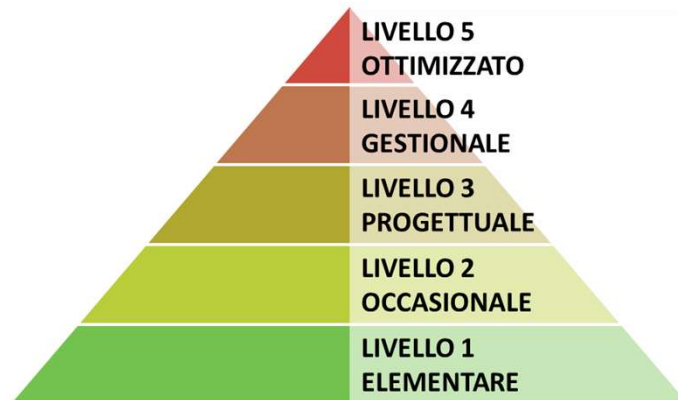 LIVELLO 5
OTTIMIZZATO
LIVELLO 4
GESTIONALE
LIVELLO 3
PROGETTUALE
LIVELLO 2
OCCASIONALE
LIVELLO 1
ELEMENTARE